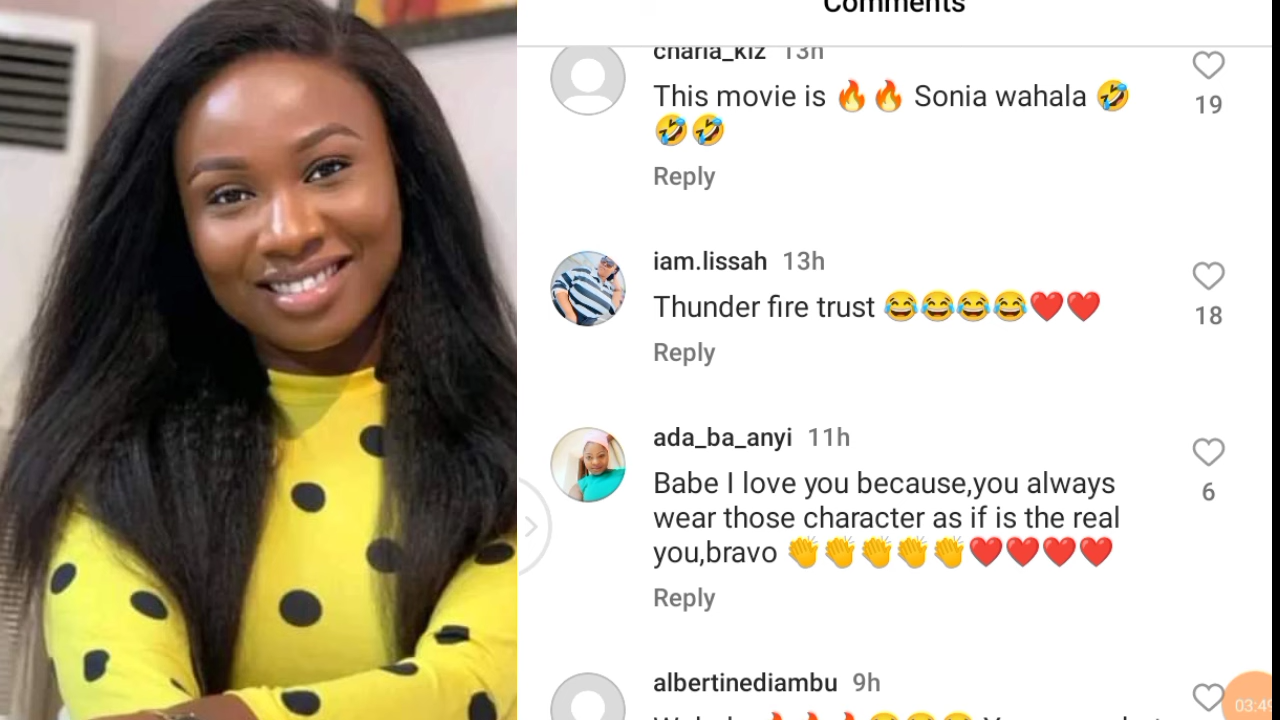 Comments
charla_kiz 13h
This movie is 🔥🔥 Sonia wahala 🤣
🤣🤣
19
Reply
iam.lissah 13h
Thunder fire trust 😂😂😂😂❤️❤️
18
Reply
ada_ba_anyi 11h
Babe I love you because,you always
wear those character as if is the real
you,bravo 👏👏👏👏👏❤️❤️❤️❤️
6
Reply
albertinediambu 9h